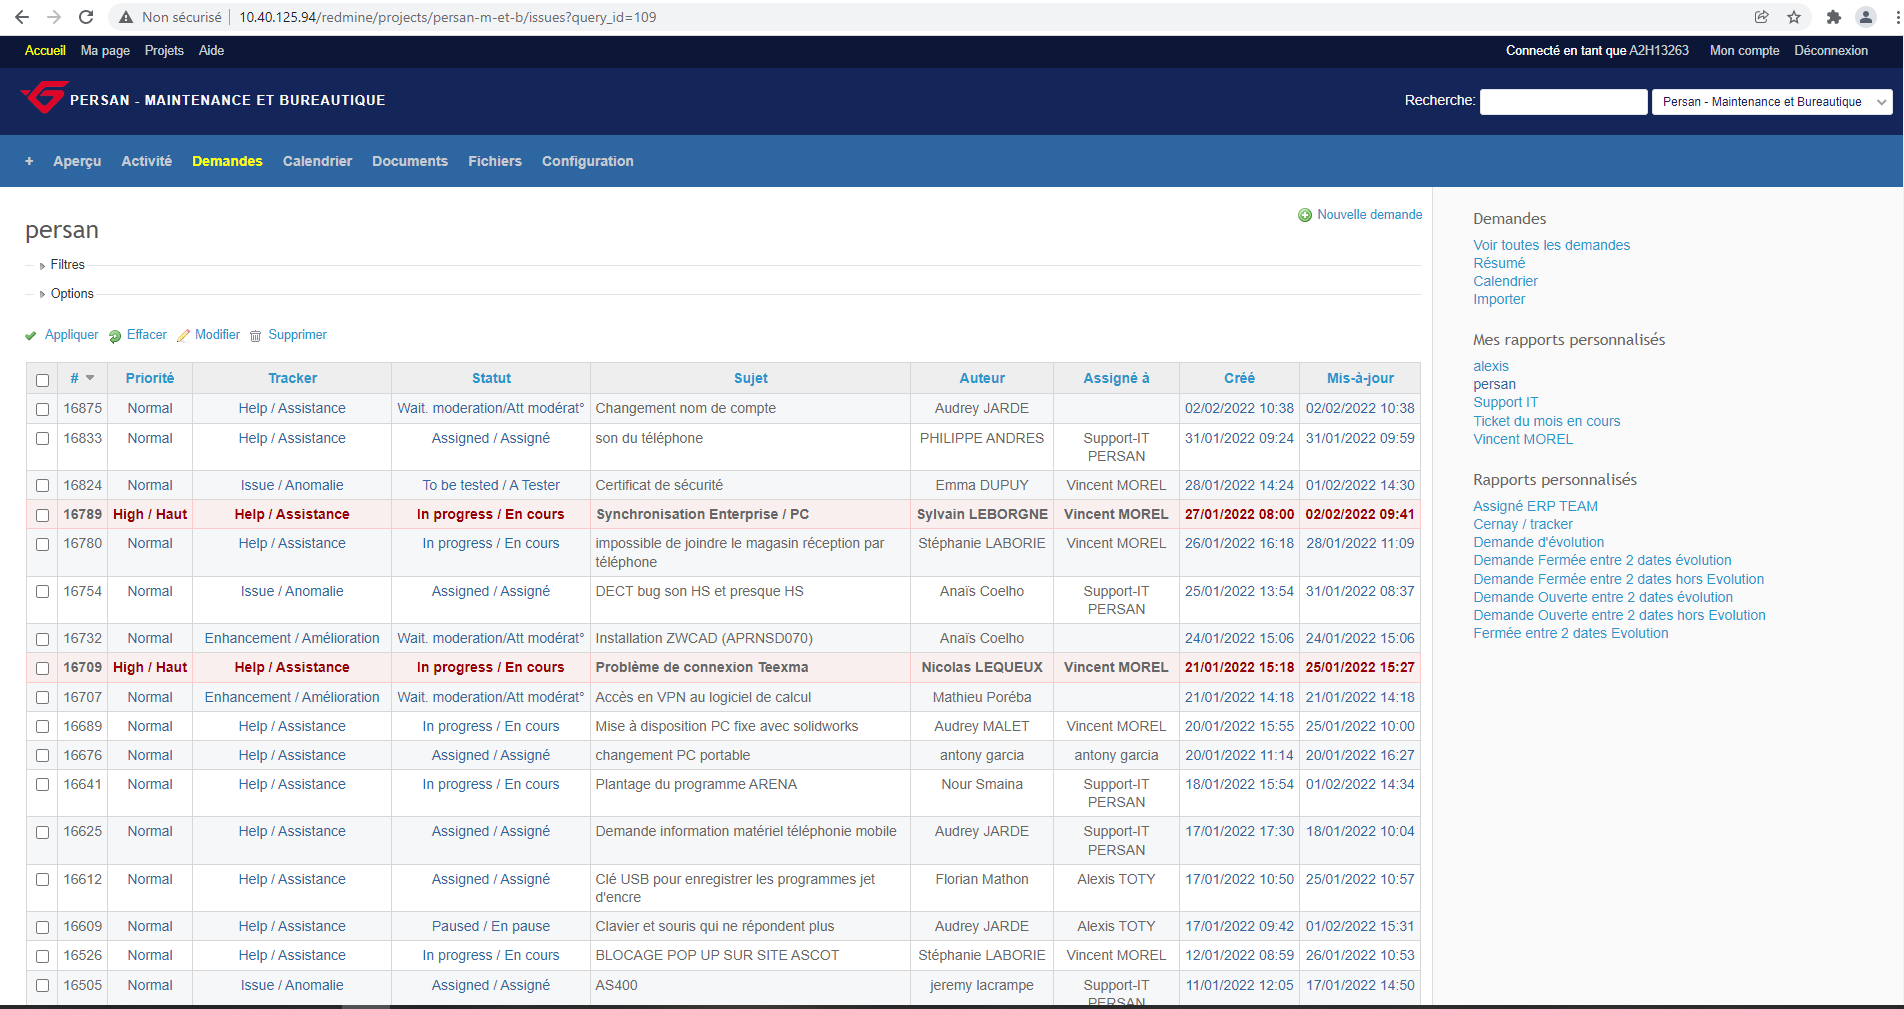 Non sécurisé 10.40.125.94/redmine/projects/persan-m-et-b/issues?query_id=109
Accueil Ma page Projets Aide Connecté en tant que A2H13263 Mon compte Déconnexion
PERSAN - MAINTENANCE ET BUREAUTIQUE Recherche: Persan - Maintenance et Bureautique
+ Aperçu Activité Demandes Calendrier Documents Fichiers Configuration
Nouvelle demande
persan
Filtres
Options
Appliquer Effacer Modifier Supprimer
# Priorité Tracker Statut Sujet Auteur Assigné à Créé Mis-à-jour
16875 Normal Help / Assistance Wait. moderation/Att modérat° Changement nom de compte Audrey JARDE 02/02/2022 10:38 02/02/2022 10:38
16833 Normal Help / Assistance Assigned / Assigné son du téléphone PHILIPPE ANDRES Support-IT 31/01/2022 09:24 31/01/2022 09:59
PERSAN
16824 Normal Issue / Anomalie To be tested / A Tester Certificat de sécurité Emma DUPUY Vincent MOREL 28/01/2022 14:24 01/02/2022 14:30
16789 High / Haut Help / Assistance In progress / En cours Synchronisation Enterprise / PC Sylvain LEBORGNE Vincent MOREL 27/01/2022 08:00 02/02/2022 09:41
16780 Normal Help / Assistance In progress / En cours impossible de joindre le magasin réception par Stéphanie LABORIE Vincent MOREL 26/01/2022 16:18 28/01/2022 11:09
téléphone
16754 Normal Issue / Anomalie Assigned / Assigné DECT bug son HS et presque HS Anaïs Coelho Support-IT 25/01/2022 13:54 31/01/2022 08:37
PERSAN
16732 Normal Enhancement / Amélioration Wait. moderation/Att modérat° Installation ZWCAD (APRNSD070) Anaïs Coelho 24/01/2022 15:06 24/01/2022 15:06
16709 High / Haut Help / Assistance In progress / En cours Problème de connexion Teexma Nicolas LEQUEUX Vincent MOREL 21/01/2022 15:18 25/01/2022 15:27
16707 Normal Enhancement / Amélioration Wait. moderation/Att modérat° Accès en VPN au logiciel de calcul Mathieu Poréba 21/01/2022 14:18 21/01/2022 14:18
16689 Normal Help / Assistance In progress / En cours Mise à disposition PC fixe avec solidworks Audrey MALET Vincent MOREL 20/01/2022 15:55 25/01/2022 10:00
16676 Normal Help / Assistance Assigned / Assigné changement PC portable antony garcia antony garcia 20/01/2022 11:14 20/01/2022 16:27
16641 Normal Help / Assistance In progress / En cours Plantage du programme ARENA Nour Smaina Support-IT 18/01/2022 15:54 01/02/2022 14:34
PERSAN
16625 Normal Help / Assistance Assigned / Assigné Demande information matériel téléphonie mobile Audrey JARDE Support-IT 17/01/2022 17:30 18/01/2022 10:04
PERSAN
16612 Normal Help / Assistance Assigned / Assigné Clé USB pour enregistrer les programmes jet Florian Mathon Alexis TOTY 17/01/2022 10:50 25/01/2022 10:57
d'encre
16609 Normal Help / Assistance Paused / En pause Clavier et souris qui ne répondent plus Audrey JARDE Alexis TOTY 17/01/2022 09:42 01/02/2022 15:31
16526 Normal Help / Assistance In progress / En cours BLOCAGE POP UP SUR SITE ASCOT Stéphanie LABORIE Vincent MOREL 12/01/2022 08:59 26/01/2022 10:53
16505 Normal Issue / Anomalie Assigned / Assigné AS400 jeremy lacrampe Support-IT 11/01/2022 12:05 17/01/2022 14:50
PERSAN
Demandes
Voir toutes les demandes
Résumé
Calendrier
Importer
Mes rapports personnalisés
alexis
persan
Support IT
Ticket du mois en cours
Vincent MOREL
Rapports personnalisés
Assigné ERP TEAM
Cernay / tracker
Demande d'évolution
Demande Fermée entre 2 dates évolution
Demande Fermée entre 2 dates hors Evolution
Demande Ouverte entre 2 dates évolution
Demande Ouverte entre 2 dates hors Evolution
Fermée entre 2 dates Evolution